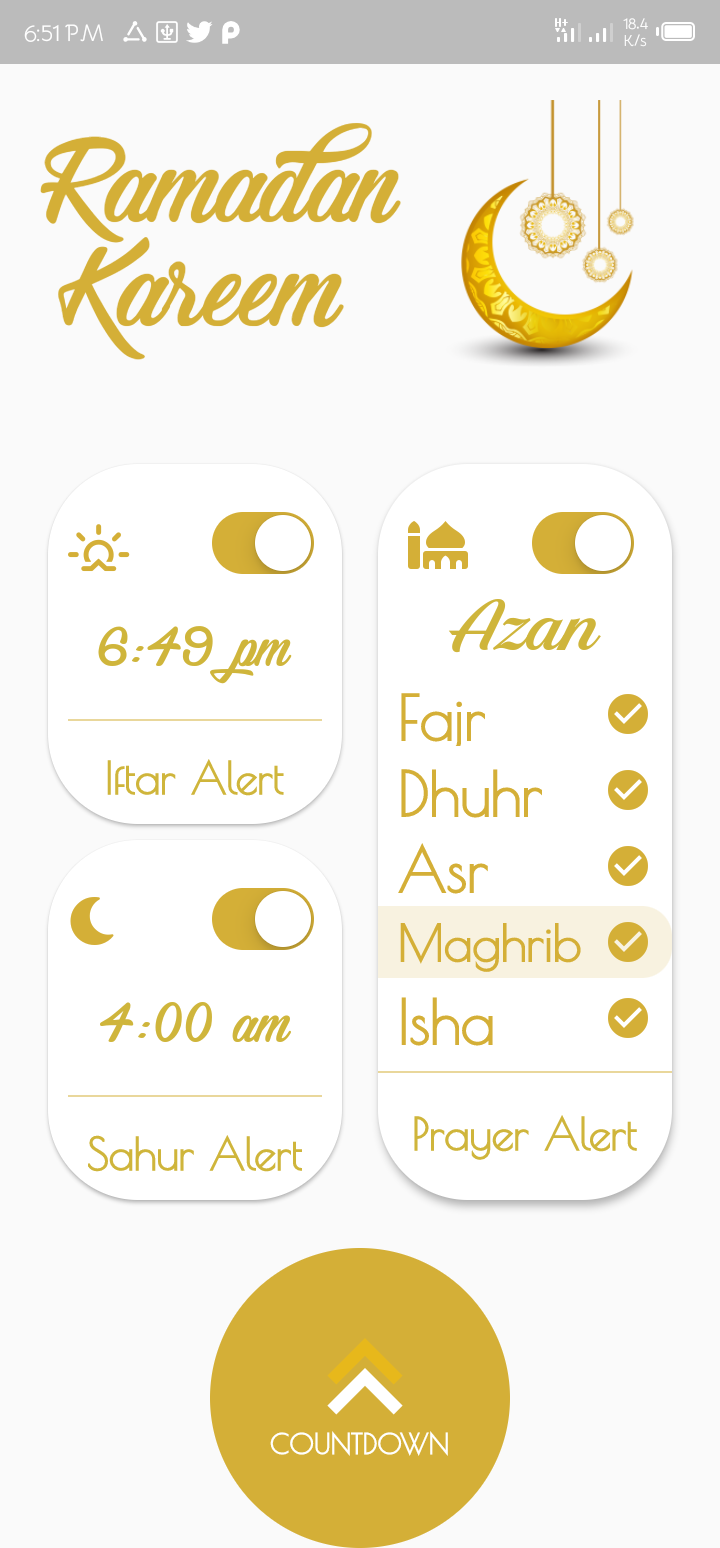 6:51 PM
H+
18.4
K/s
Ramadan
Kareem
6:49 pm
Iftar Alert
4:00 am
Sahur Alert
Azan
Fajr
Dhuhr
Asr
Maghrib
Isha
Prayer Alert
COUNTDOWN